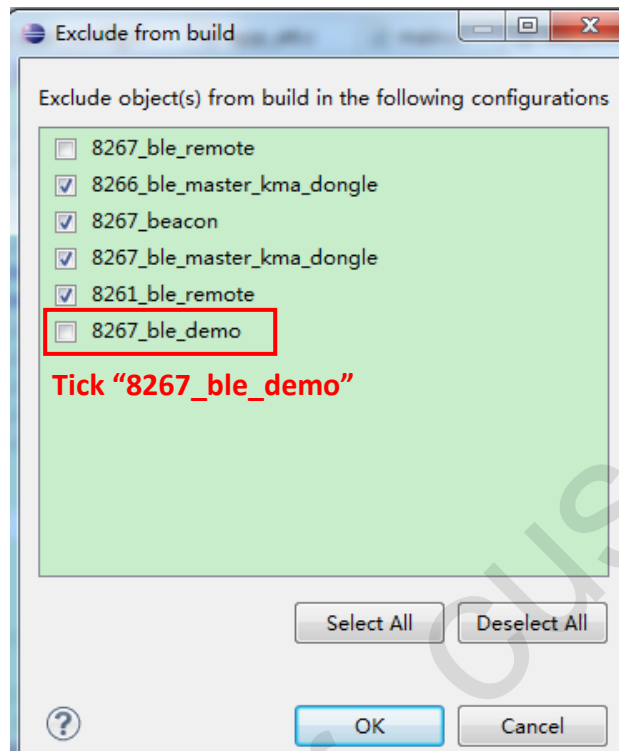 Exclude from build
Exclude object(s) from build in the following configurations
8267_ble_remote
8266_ble_master_kma_dongle
8267_beacon
8267_ble_master_kma_dongle
8261_ble_remote
8267_ble_demo
Tick “8267_ble_demo”
Select All
Deselect All
OK
Cancel